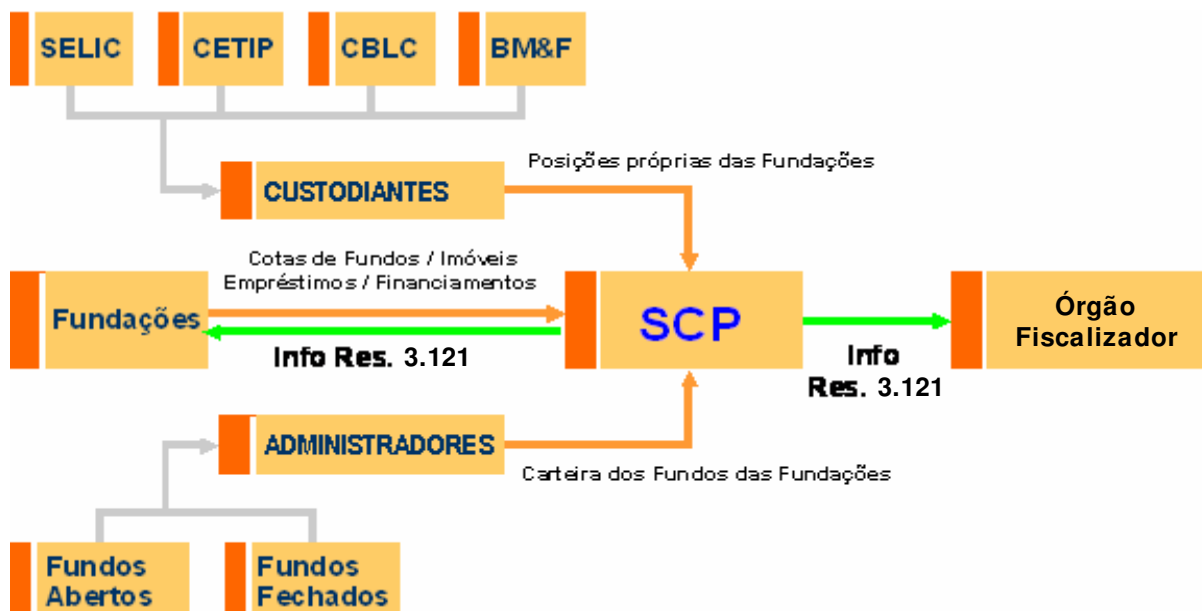 SELIC
CETIP
CBLC
BM&F
Posições próprias das Fundações
CUSTODIANTES
Cotas de Fundos / Imóveis
Empréstimos / Financiamentos
Fundações
SCP
Órgão
Fiscalizador
Info Res. 3.121
Info
Res. 3.121
ADMINISTRADORES
Carteira dos Fundos das Fundações
Fundos
Abertos
Fundos
Fechados